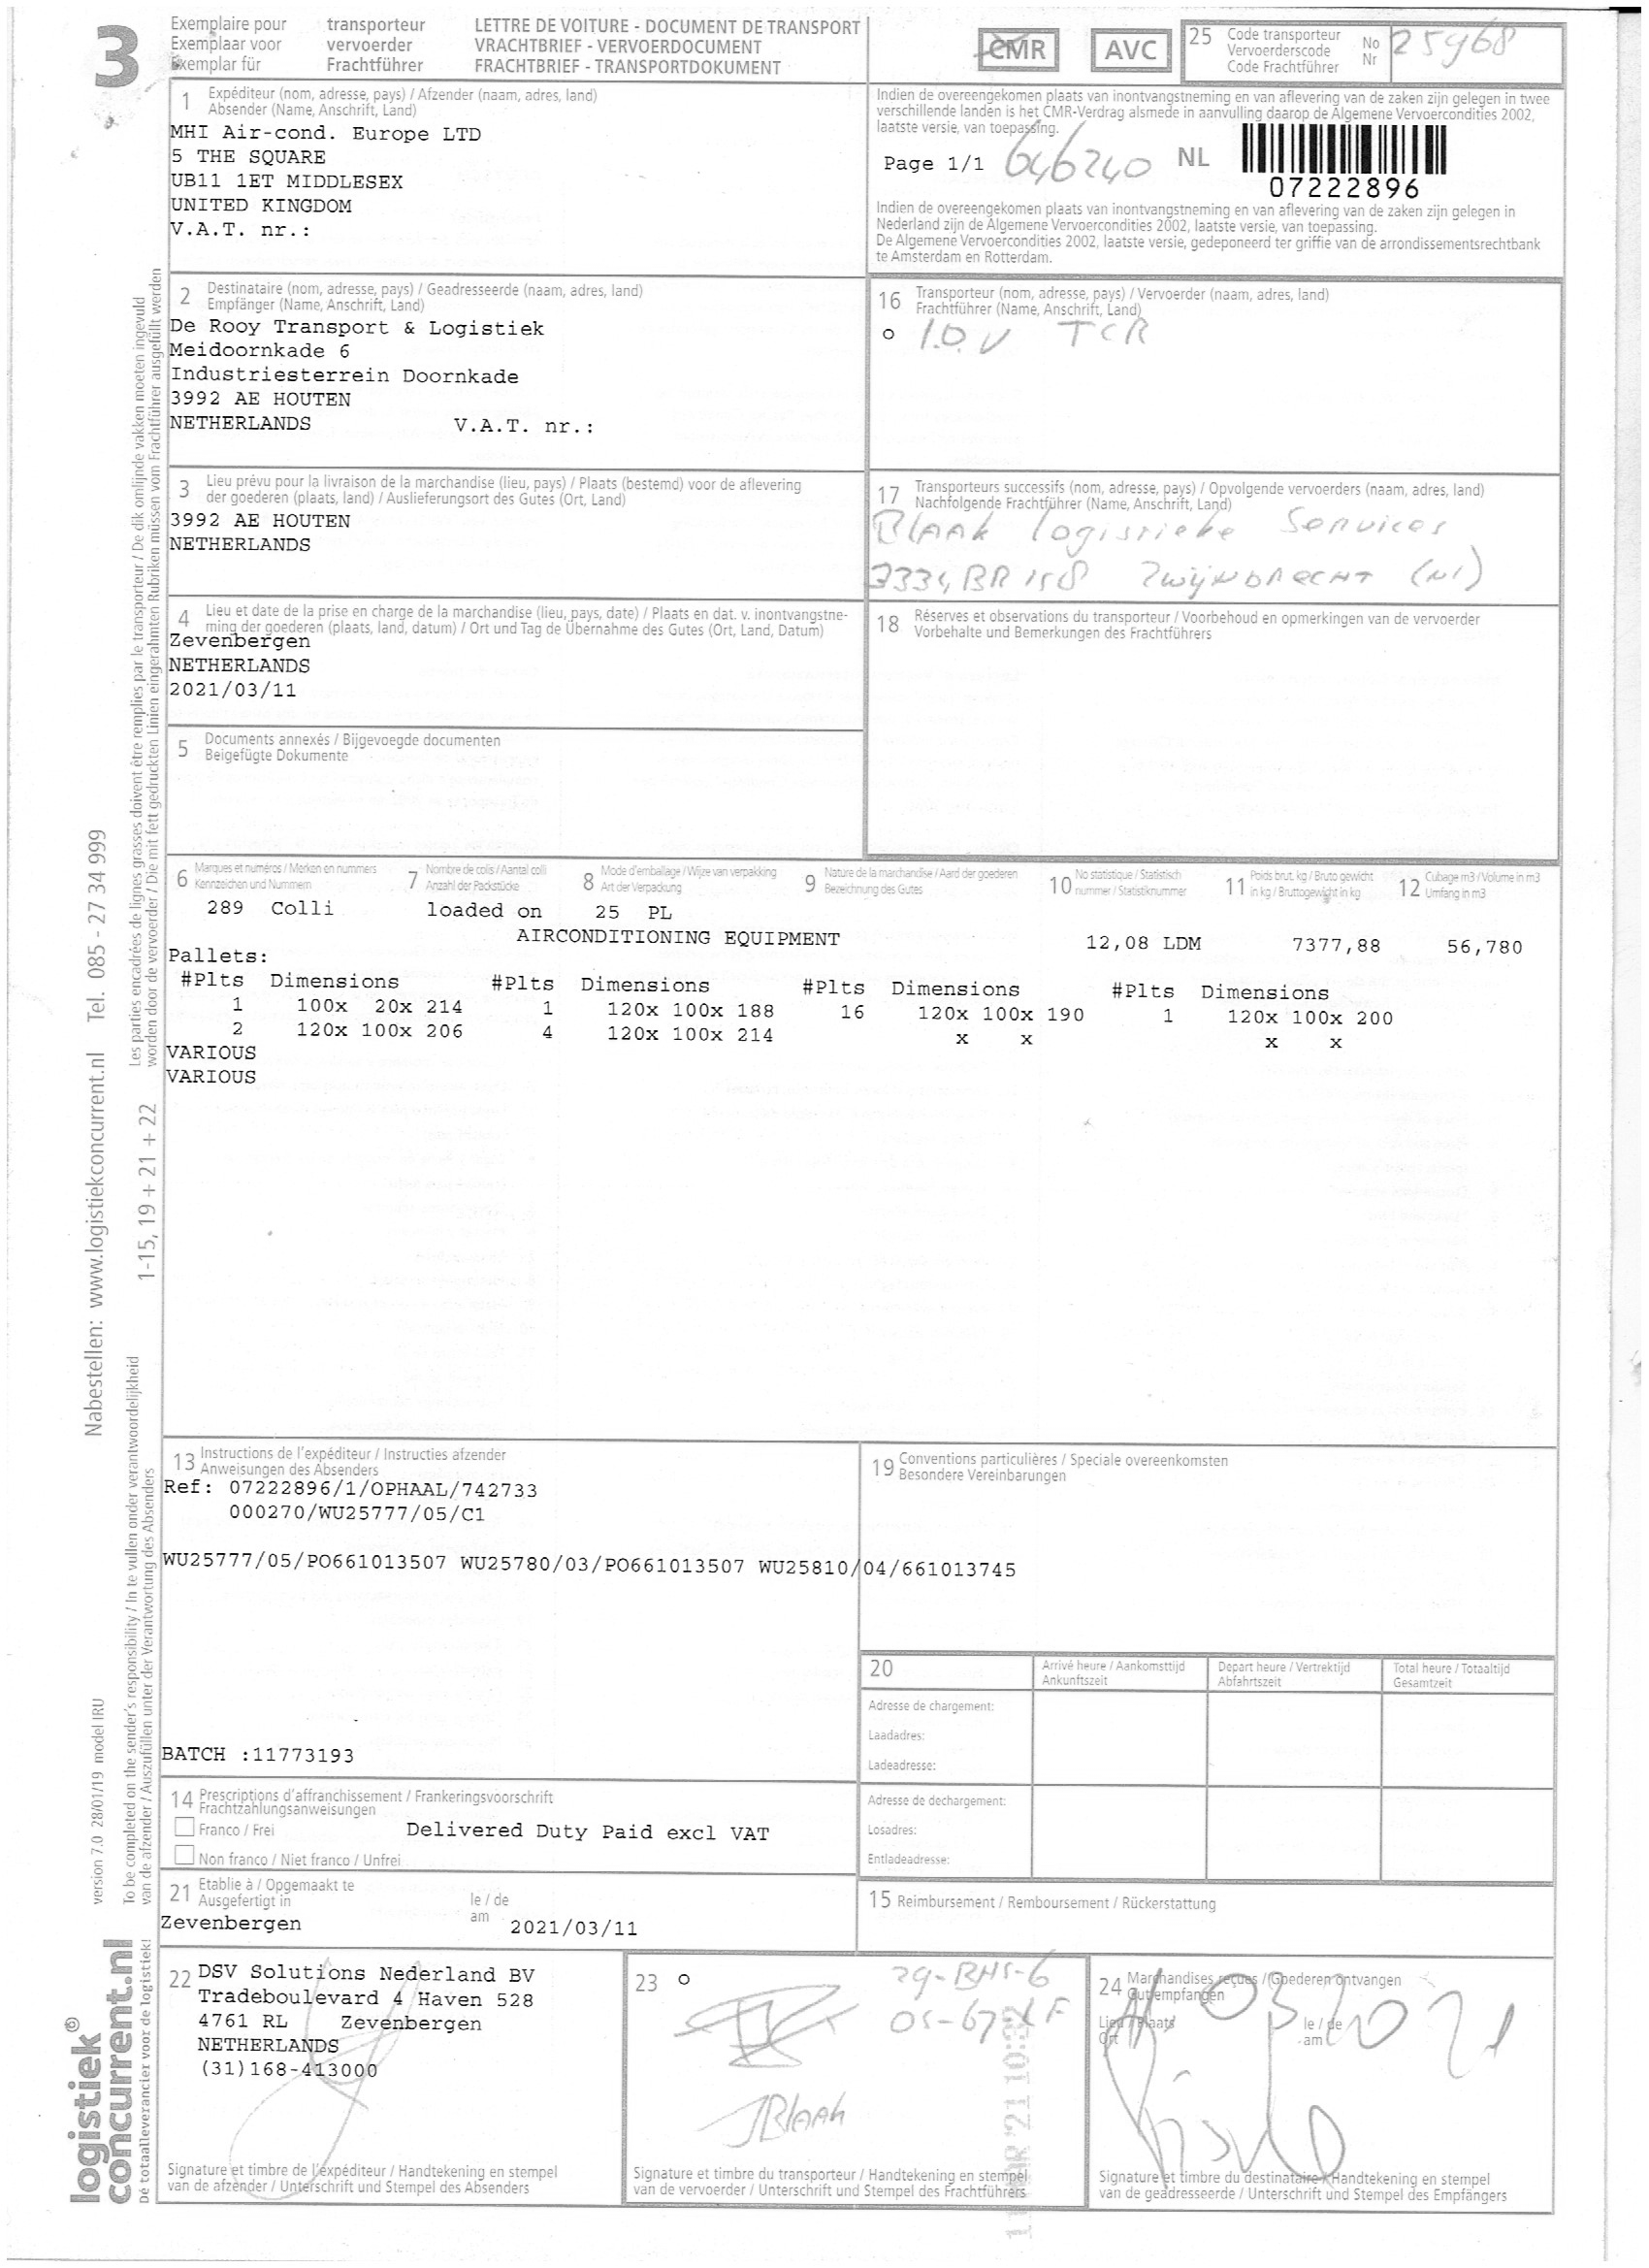 3
Exemplaire pour transporteur
Exemplaar voor vervoerder
Exemplar für Frachtführer
LETTRE DE VOITURE - DOCUMENT DE TRANSPORT
VRACHTBRIEF - VERVOERDOCUMENT
FRACHTBRIEF - TRANSPORTDOKUMENT
CMR
AVC
25 Code transporteur No
Vervoerderscode Nr
Code Frachtführer
25968
1 Expéditeur (nom, adresse, pays) / Afzender (naam, adres, land)
Absender (Name, Anschrift, Land)
MHI Air-cond. Europe LTD
5 THE SQUARE
UB11 1ET MIDDLESEX
UNITED KINGDOM
V.A.T. nr.:
Indien de overeengekomen plaats van inontvangstneming en van aflevering van de zaken zijn gelegen in twee
verschillende landen is het CMR-Verdrag alsmede in aanvulling daarop de Algemene Vervoercondities 2002,
laatste versie, van toepassing.
Page 1/1 646240 NL
07222896
Indien de overeengekomen plaats van inontvangstneming en van aflevering van de zaken zijn gelegen in
Nederland zijn de Algemene Vervoercondities 2002, laatste versie, van toepassing.
De Algemene Vervoercondities 2002, laatste versie, gedeponeerd ter griffie van de arrondissementsrechtbank
te Amsterdam en Rotterdam.
2 Destinataire (nom, adresse, pays) / Geadresseerde (naam, adres, land)
Empfänger (Name, Anschrift, Land)
De Rooy Transport & Logistiek
Meidoornkade 6
Industriesterrein Doornkade
3992 AE HOUTEN
NETHERLANDS V.A.T. nr.:
16 Transporteur (nom, adresse, pays) / Vervoerder (naam, adres, land)
Frachtführer (Name, Anschrift, Land)
o I.O.V TCR
3 Lieu prévu pour la livraison de la marchandise (lieu, pays) / Plaats (bestemd) voor de aflevering
der goederen (plaats, land) / Auslieferungsort des Gutes (Ort, Land)
3992 AE HOUTEN
NETHERLANDS
17 Transporteurs successifs (nom, adresse, pays) / Opvolgende vervoerders (naam, adres, land)
Nachfolgende Frachtführer (Name, Anschrift, Land)
Blaak logistieke Services
3334 BR 158 Zwijndrecht (Nl)
4 Lieu et date de la prise en charge de la marchandise (lieu, pays, date) / Plaats en dat. v. inontvangstne-
ming der goederen (plaats, land, datum) / Ort und Tag de Übernahme des Gutes (Ort, Land, Datum)
Zevenbergen
NETHERLANDS
2021/03/11
18 Réserves et observations du transporteur / Voorbehoud en opmerkingen van de vervoerder
Vorbehalte und Bemerkungen des Frachtführers
5 Documents annexés / Bijgevoegde documenten
Beigefügte Dokumente
6 Marques et numéros / Merken en nummers
Kennzeichen und Nummern
7 Nombre de colis / Aantal colli
Anzahl der Packstücke
8 Mode d'emballage / Wijze van verpakking
Art der Verpackung
9 Nature de la marchandise / Aard der goederen
Bezeichnung des Gutes
10 No statistique / Statistisch
nummer / Statistiknummer
11 Poids brut. kg / Bruto gewicht
in kg / Bruttogewicht in kg
12 Cubage m3 / Volume in m3
Umfang in m3
289 Colli loaded on 25 PL
AIRCONDITIONING EQUIPMENT 12,08 LDM 7377,88 56,780
Pallets:
#Plts Dimensions #Plts Dimensions #Plts Dimensions #Plts Dimensions
1 100x 20x 214 1 120x 100x 188 16 120x 100x 190 1 120x 100x 200
2 120x 100x 206 4 120x 100x 214 x x x x
VARIOUS
VARIOUS
13 Instructions de l'expéditeur / Instructies afzender
Anweisungen des Absenders
Ref: 07222896/1/OPHAAL/742733
000270/WU25777/05/C1
WU25777/05/PO661013507 WU25780/03/PO661013507 WU25810/04/661013745
BATCH :11773193
19 Conventions particulières / Speciale overeenkomsten
Besondere Vereinbarungen
20 Arrivé heure / Aankomsttijd Depart heure / Vertrektijd Total heure / Totaaltijd
Ankunftszeit Abfahrtszeit Gesamtzeit
Adresse de chargement:
Laadadres:
Ladeadresse:
Adresse de dechargement:
Losadres:
Entladeadresse:
14 Prescriptions d'affranchissement / Frankeringsvoorschrift
Frachtzahlungsanweisungen
Franco / Frei Delivered Duty Paid excl VAT
Non franco / Niet franco / Unfrei
21 Etablie à / Opgemaakt te le / de
Ausgefertigt in am
Zevenbergen 2021/03/11
15 Reimbursement / Remboursement / Rückerstattung
22 DSV Solutions Nederland BV
Tradeboulevard 4 Haven 528
4761 RL Zevenbergen
NETHERLANDS
(31)168-413000
Signature et timbre de l'expéditeur / Handtekening en stempel
van de afzender / Unterschrift und Stempel des Absenders
23 o
29-BHS-6
JBlaak
Signature et timbre du transporteur / Handtekening en stempel
van de vervoerder / Unterschrift und Stempel des Frachtführers
24 Marchandises reçues / Goederen ontvangen
Gut empfangen
Lieu / Plaats le / de
Ort am
11 03 2021
Signature et timbre du destinataire / Handtekening en stempel
van de geadresseerde / Unterschrift und Stempel des Empfängers
Les parties encadrées de lignes grasses doivent être remplies par le transporteur / De dik omlijnde vakken moeten ingevuld
worden door de vervoerder / Die mit fett gedruckten Linien eingerahmten Rubriken müssen vom Frachtführer ausgefüllt werden
1-15, 19 + 21 + 22
To be completed on the sender's responsibility / In te vullen onder verantwoordelijkheid
van de afzender / Auszufüllen unter der Verantwortung des Absenders
Nabestellen: www.logistiekconcurrent.nl Tel. 085 - 27 34 999
version 7.0 28/01/19 model IRU
logistiek®
concurrent.nl
Dé totaalleverancier voor de logistiek!